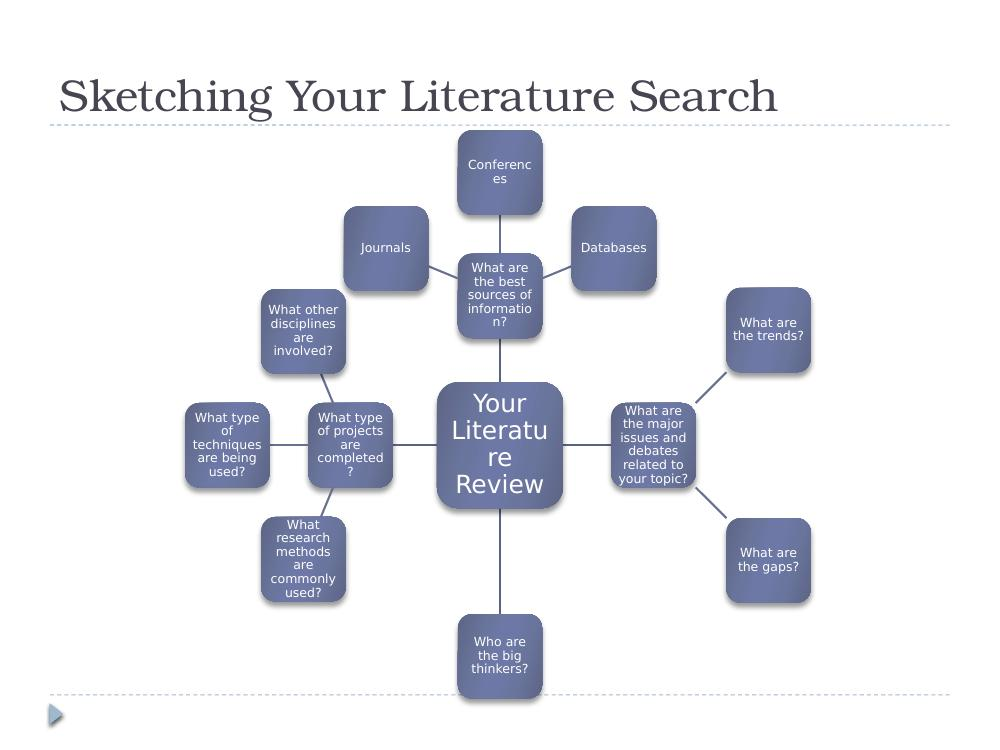 Sketching Your Literature Search
Conferenc
es
Journals
Databases
What are
the best
sources of
informatio
n?
What other
disciplines
are
involved?
What are
the trends?
What type
of
techniques
are being
used?
What type
of projects
are
completed
?
Your
Literatu
re
Review
What are
the major
issues and
debates
related to
your topic?
What
research
methods
are
commonly
used?
What are
the gaps?
Who are
the big
thinkers?